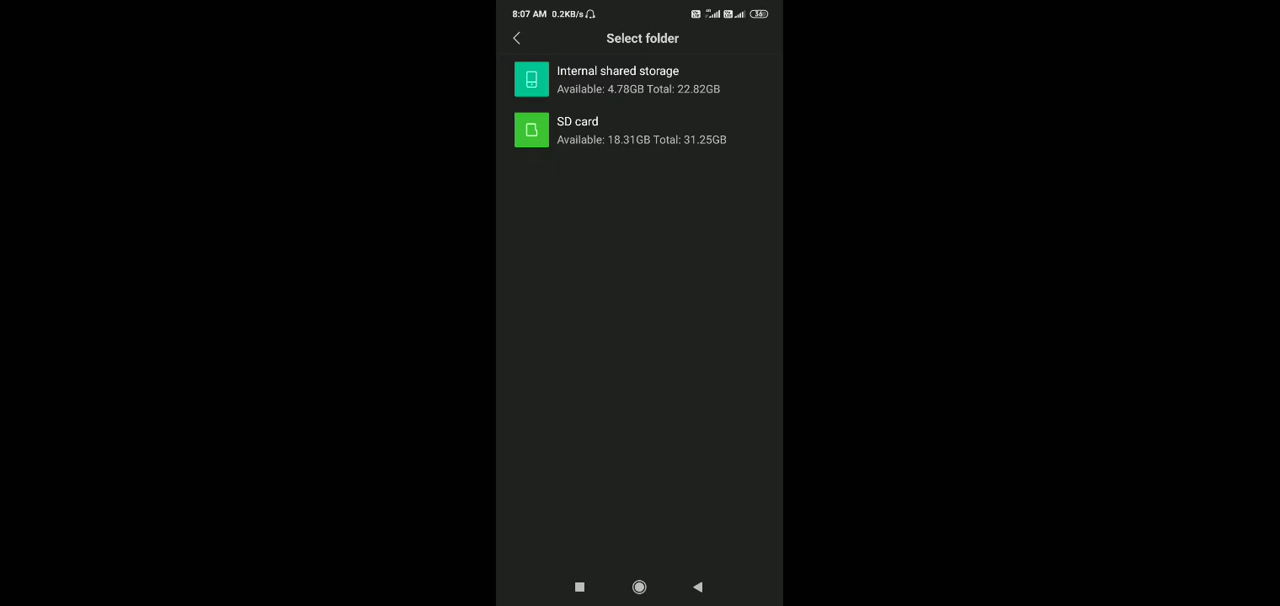 8:07 AM 0.2KB/s 36
Select folder
Internal shared storage
Available: 4.78GB Total: 22.82GB
SD card
Available: 18.31GB Total: 31.25GB